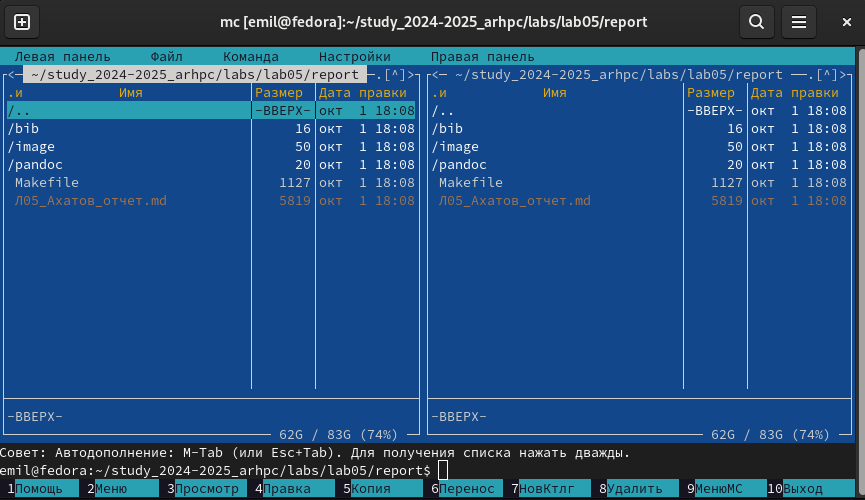 mc [emil@fedora]:~/study_2024-2025_arhpc/labs/lab05/report
Левая панель Файл Команда Настройки Правая панель
<─ ~/study_2024-2025_arhpc/labs/lab05/report ─.[^]> <─ ~/study_2024-2025_arhpc/labs/lab05/report ─.[^]>
.и Имя Размер Дата правки .и Имя Размер Дата правки
/.. -ВВЕРХ- окт 1 18:08 /.. -ВВЕРХ- окт 1 18:08
/bib 16 окт 1 18:08 /bib 16 окт 1 18:08
/image 50 окт 1 18:08 /image 50 окт 1 18:08
/pandoc 20 окт 1 18:08 /pandoc 20 окт 1 18:08
Makefile 1127 окт 1 18:08 Makefile 1127 окт 1 18:08
Л05_Ахатов_отчет.md 5819 окт 1 18:08 Л05_Ахатов_отчет.md 5819 окт 1 18:08
-ВВЕРХ- -ВВЕРХ-
62G / 83G (74%) 62G / 83G (74%)
Совет: Автодополнение: M-Tab (или Esc+Tab). Для получения списка нажать дважды.
emil@fedora:~/study_2024-2025_arhpc/labs/lab05/report$
1Помощь 2Меню 3Просмотр 4Правка 5Копия 6Перенос 7НовКтлг 8Удалить 9МенюМС 10Выход